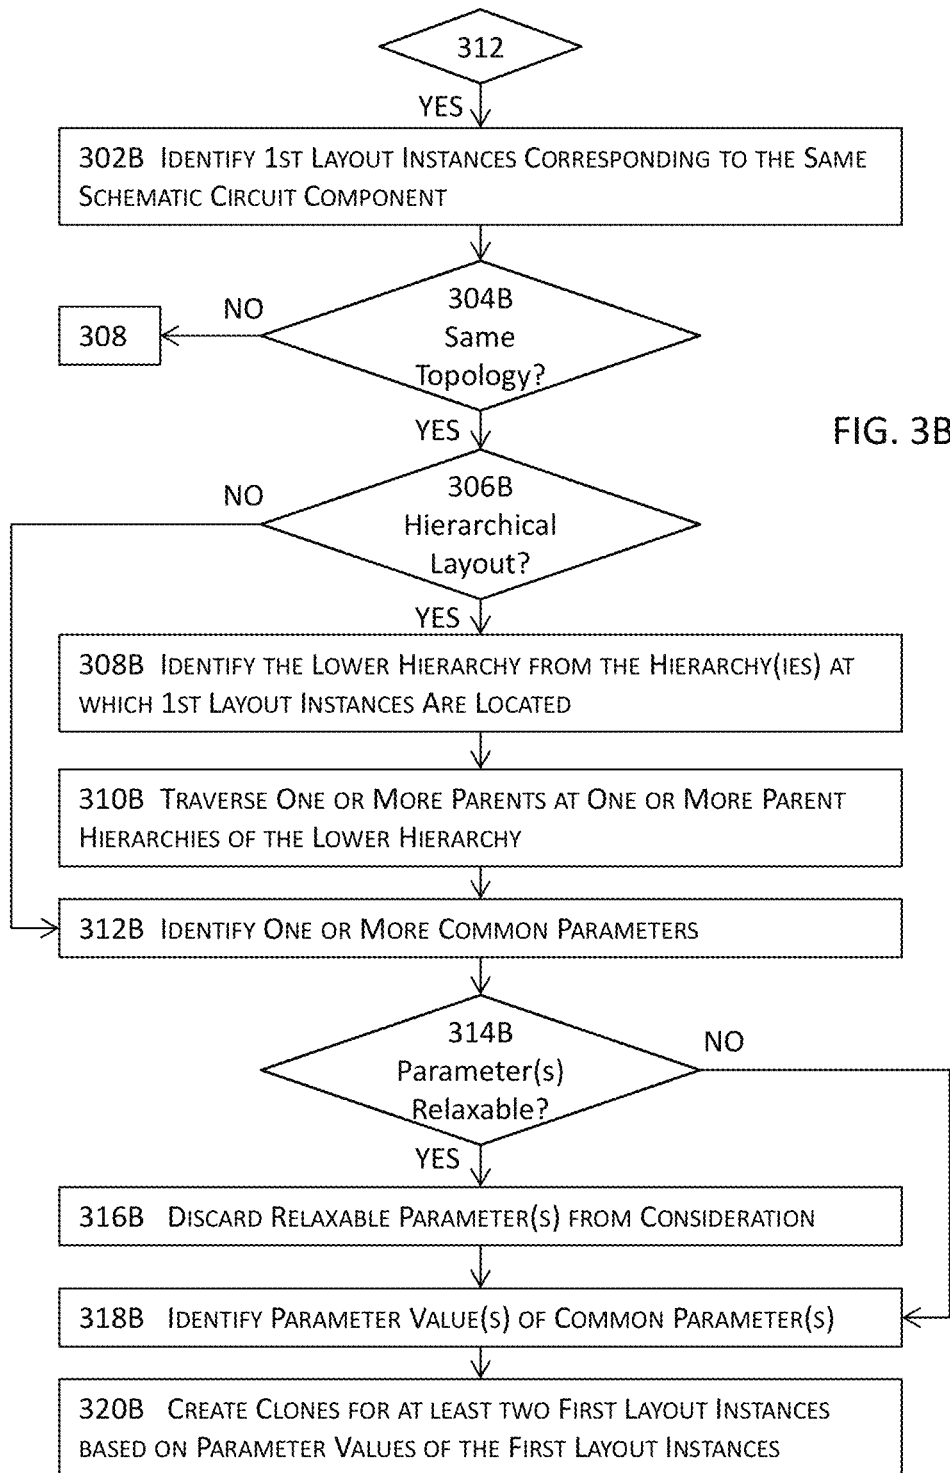 312
YES
302B IDENTIFY 1ST LAYOUT INSTANCES CORRESPONDING TO THE SAME
SCHEMATIC CIRCUIT COMPONENT
304B
Same
Topology?
NO
308
YES
FIG. 3B
306B
Hierarchical
Layout?
NO
YES
308B IDENTIFY THE LOWER HIERARCHY FROM THE HIERARCHY(IES) AT
WHICH 1ST LAYOUT INSTANCES ARE LOCATED
310B TRAVERSE ONE OR MORE PARENTS AT ONE OR MORE PARENT
HIERARCHIES OF THE LOWER HIERARCHY
312B IDENTIFY ONE OR MORE COMMON PARAMETERS
314B
Parameter(s)
Relaxable?
NO
YES
316B DISCARD RELAXABLE PARAMETER(S) FROM CONSIDERATION
318B IDENTIFY PARAMETER VALUE(S) OF COMMON PARAMETER(S)
320B CREATE CLONES FOR AT LEAST TWO FIRST LAYOUT INSTANCES
BASED ON PARAMETER VALUES OF THE FIRST LAYOUT INSTANCES